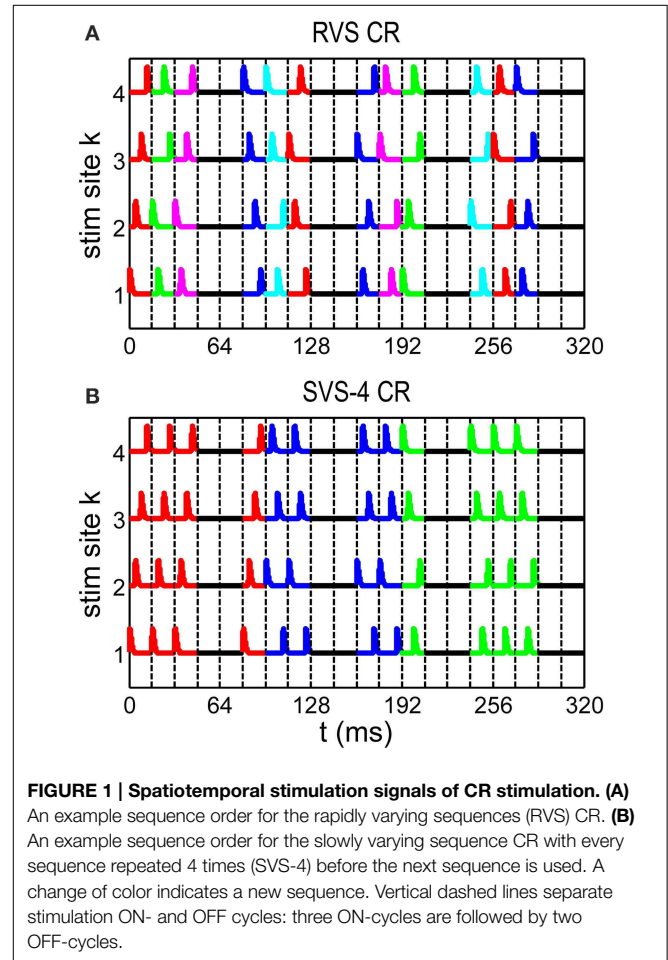 A
RVS CR
4
3
2
1
stim site k
0 64 128 192 256 320
B
SVS-4 CR
4
3
2
1
stim site k
0 64 128 192 256 320
t (ms)
FIGURE 1 | Spatiotemporal stimulation signals of CR stimulation. (A)
An example sequence order for the rapidly varying sequences (RVS) CR. (B)
An example sequence order for the slowly varying sequence CR with every
sequence repeated 4 times (SVS-4) before the next sequence is used. A
change of color indicates a new sequence. Vertical dashed lines separate
stimulation ON- and OFF cycles: three ON-cycles are followed by two
OFF-cycles.